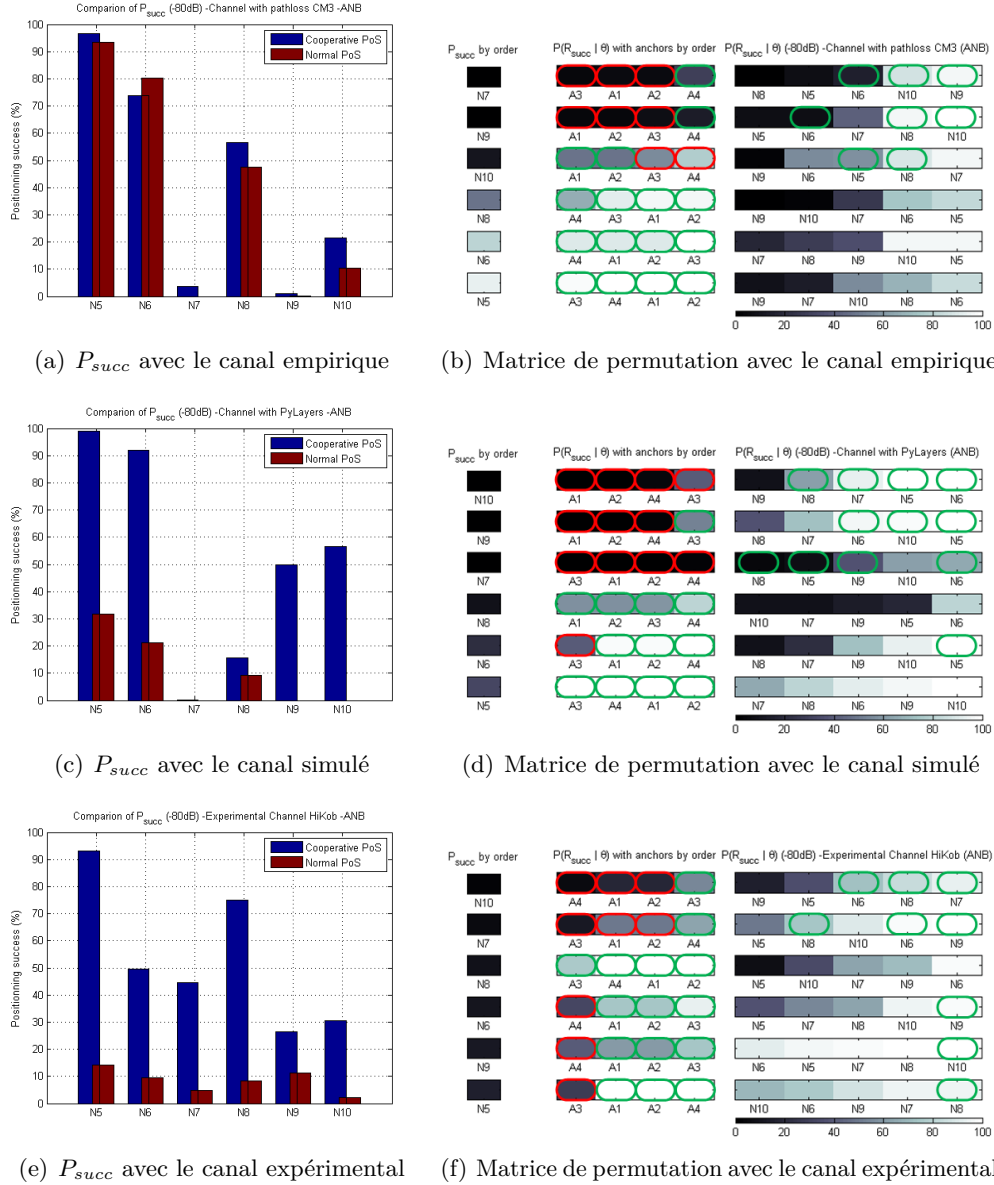 Comparion of Psucc (-80dB) -Channel with pathloss CM3 -ANB
Cooperative PoS
Normal PoS
Positionning success (%)
100
90
80
70
60
50
40
30
20
10
0
N5 N6 N7 N8 N9 N10
(a) Psucc avec le canal empirique
Psucc by order
P(Rsucc | θ) with anchors by order
P(Rsucc | θ) (-80dB) -Channel with pathloss CM3 (ANB)
N7 A3 A1 A2 A4 N8 N5 N6 N10 N9
N9 A1 A2 A3 A4 N5 N6 N7 N8 N10
N10 A1 A2 A3 A4 N9 N6 N5 N8 N7
N8 A4 A3 A1 A2 N9 N10 N7 N6 N5
N6 A4 A1 A2 A3 N7 N10 N8 N9 N5
N5 A3 A4 A1 A2 N9 N7 N10 N8 N6
0 20 40 60 80 100
(b) Matrice de permutation avec le canal empirique
Comparion of Psucc (-80dB) -Channel with PyLayers -ANB
Cooperative PoS
Normal PoS
Positionning success (%)
100
90
80
70
60
50
40
30
20
10
0
N5 N6 N7 N8 N9 N10
(c) Psucc avec le canal simulé
Psucc by order
P(Rsucc | θ) with anchors by order
P(Rsucc | θ) (-80dB) -Channel with PyLayers (ANB)
N10 A1 A2 A4 A3 N9 N8 N7 N5 N6
N9 A1 A2 A4 A3 N8 N7 N6 N10 N5
N7 A3 A1 A2 A4 N8 N5 N9 N10 N6
N8 A1 A2 A3 A4 N10 N7 N9 N5 N6
N6 A3 A1 A2 A4 N8 N7 N9 N10 N5
N5 A3 A4 A1 A2 N7 N8 N9 N6 N10
0 20 40 60 80 100
(d) Matrice de permutation avec le canal simulé
Comparion of Psucc (-80dB) -Experimental Channel HiKob -ANB
Cooperative PoS
Normal PoS
Positionning success (%)
100
90
80
70
60
50
40
30
20
10
0
N5 N6 N7 N8 N9 N10
(e) Psucc avec le canal expérimental
Psucc by order
P(Rsucc | θ) with anchors by order
P(Rsucc | θ) (-80dB) -Experimental Channel HiKob (ANB)
N10 A4 A1 A2 A3 N5 N9 N6 N8 N7
N7 A3 A1 A2 A4 N5 N8 N10 N6 N9
N8 A3 A1 A2 A4 N5 N10 N7 N6 N9
N6 A4 A1 A2 A3 N5 N7 N8 N10 N9
N9 A4 A1 A2 A3 N6 N5 N7 N8 N10
N5 A3 A1 A2 A4 N10 N6 N9 N7 N8
0 20 40 60 80 100
(f) Matrice de permutation avec le canal expérimental